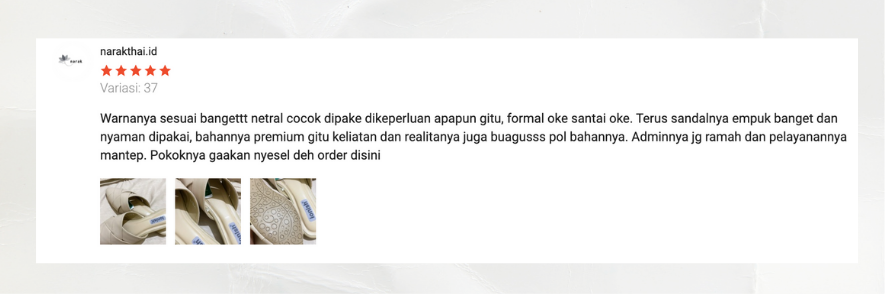 narak
narakthai.id
Variasi: 37
Warnanya sesuai bangettt netral cocok dipake dikeperluan apapun gitu, formal oke santai oke. Terus sandalnya empuk banget dan
nyaman dipakai, bahannya premium gitu keliatan dan realitanya juga buagusss pol bahannya. Adminnya jg ramah dan pelayanannya
mantep. Pokoknya gaakan nyesel deh order disini